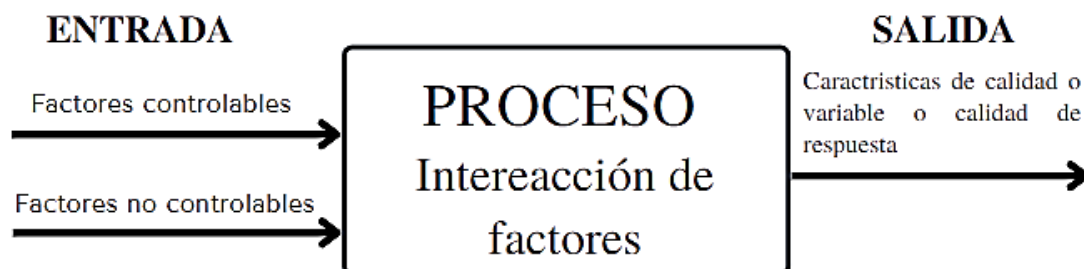 ENTRADA
Factores controlables
Factores no controlables
PROCESO
Intereacción de
factores
SALIDA
Caractristicas de calidad o
variable o calidad de
respuesta